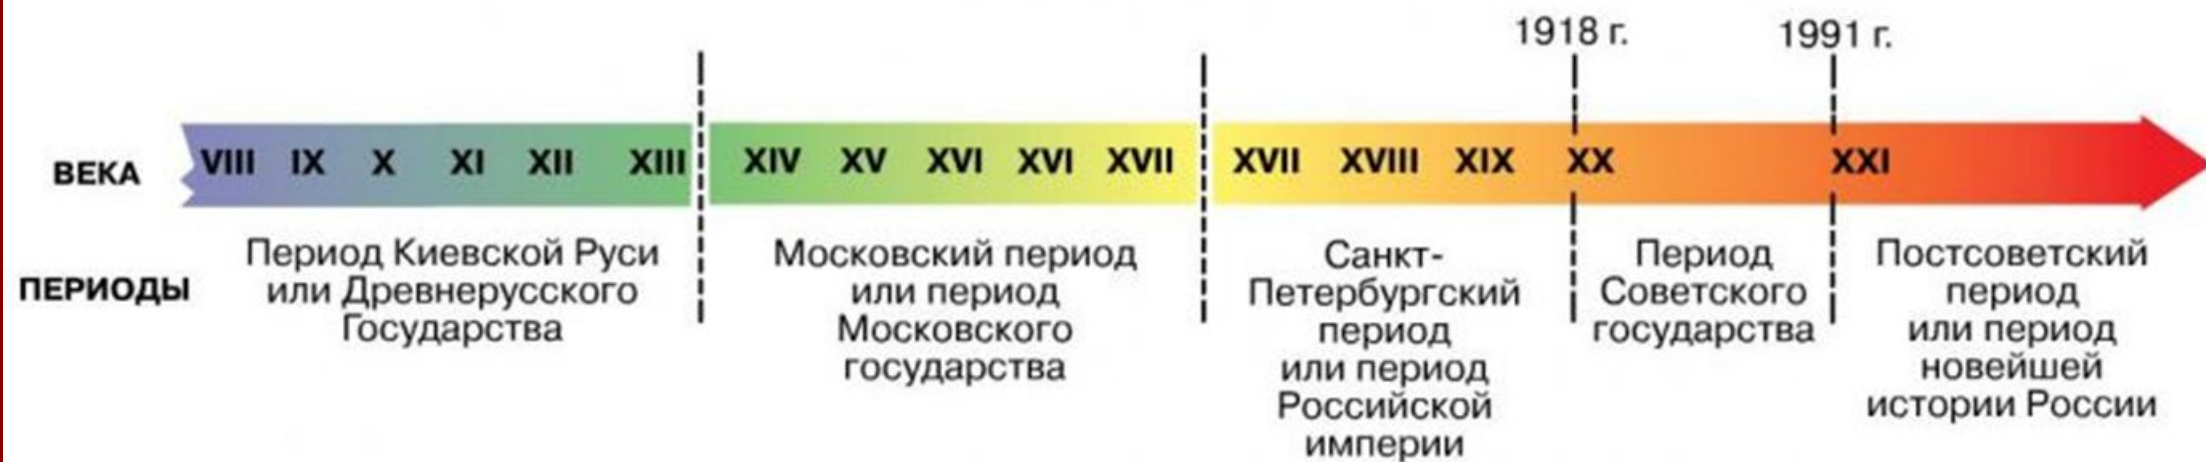 1918 г. 1991 г.
ВЕКА VIII IX X XI XII XIII XIV XV XVI XVI XVII XVII XVIII XIX XX XXI
ПЕРИОДЫ
Период Киевской Руси
или Древнерусского
Государства
Московский период
или период
Московского
государства
Санкт-
Петербургский
период
или период
Российской
империи
Период
Советского
государства
Постсоветский
период
или период
новейшей
истории России